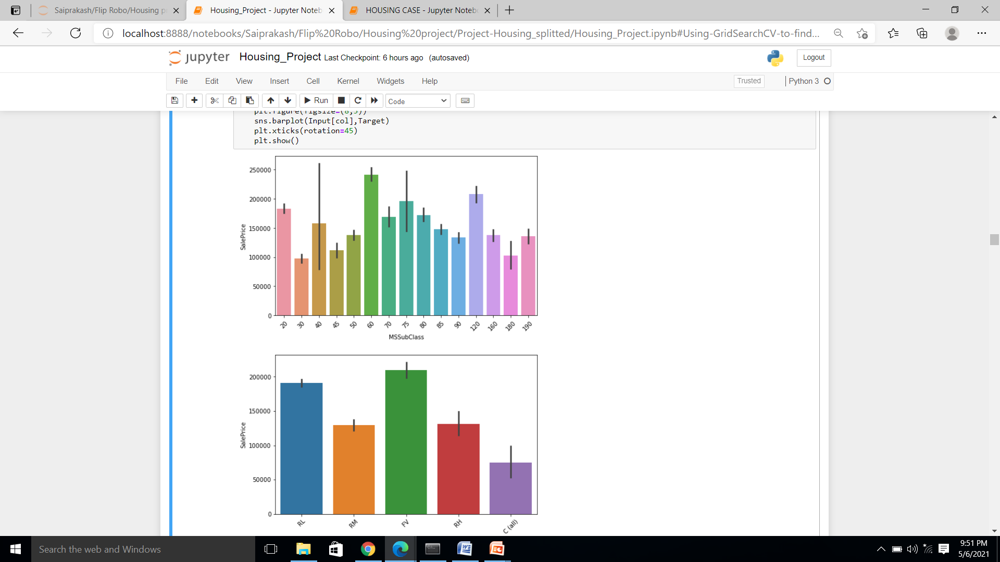 Saiprakash/Flip Robo/Housing p
Housing_Project - Jupyter Noteb
HOUSING CASE - Jupyter Noteb
localhost:8888/notebooks/Saiprakash/Flip%20Robo/Housing%20project/Project-Housing_splitted/Housing_Project.ipynb#Using-GridSearchCV-to-find...
jupyter Housing_Project Last Checkpoint: 6 hours ago (autosaved)
Logout
File Edit View Insert Cell Kernel Widgets Help
Trusted
Python 3
Run
Code
plt.figure(figsize=(8,5))
sns.barplot(Input[col],Target)
plt.xticks(rotation=45)
plt.show()
250000
200000
150000
100000
50000
0
SalePrice
20 30 40 45 50 60 70 75 80 85 90 120 160 180 190
MSSubClass
200000
150000
100000
50000
0
SalePrice
RL RM FV RH C (all)
Search the web and Windows
9:51 PM
5/6/2021